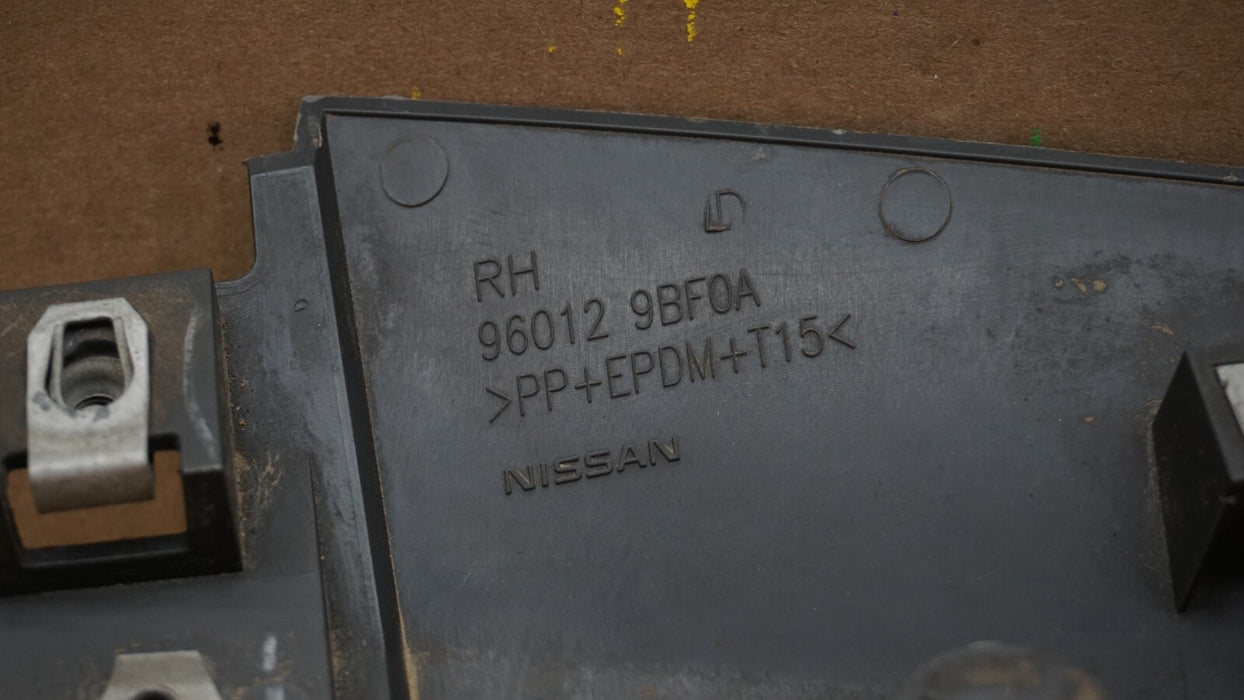 RH
96012 9BF0A
>PP+EPDM+T15<
NISSAN